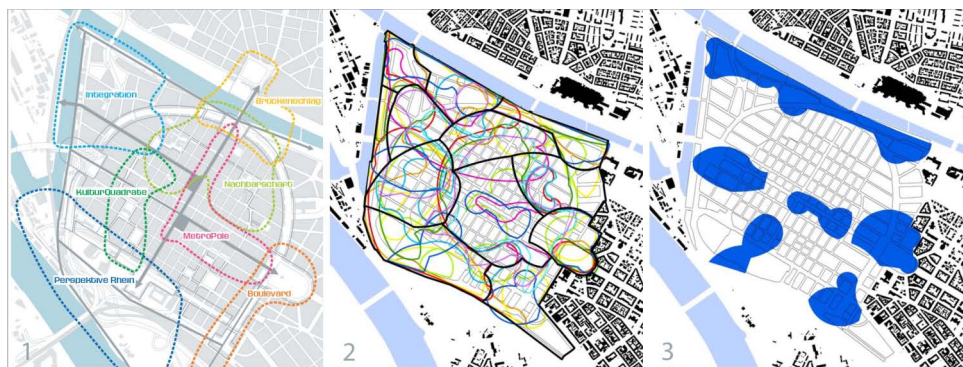 Integration
Brückenschlag
KulturQuadrate
Nachbarschaft
MetroPole
Perspektive Rhein
Boulevard
1
2
3